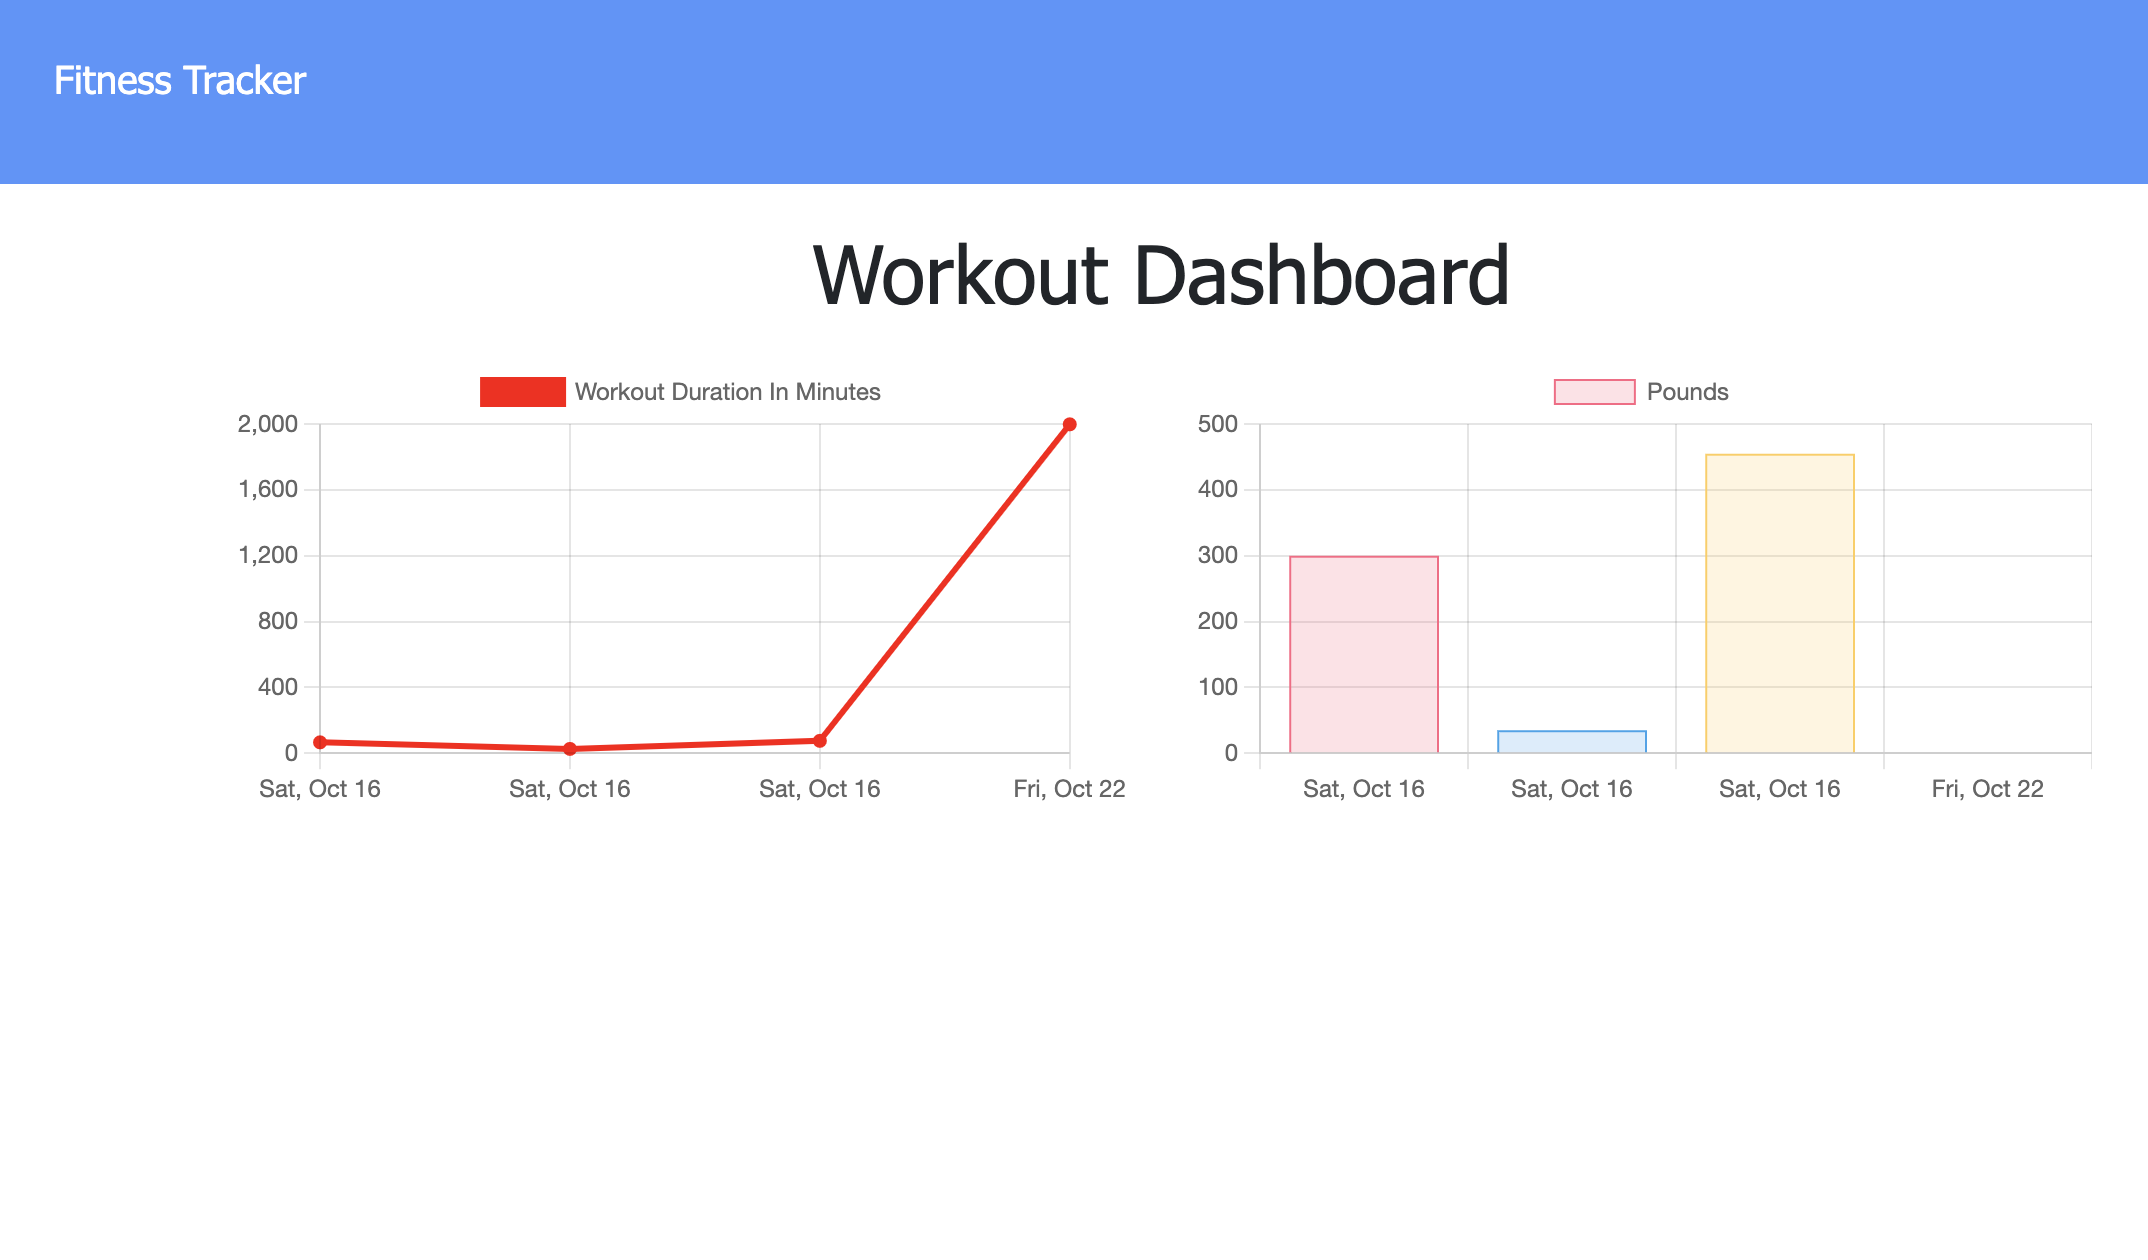 Fitness Tracker
Workout Dashboard
Workout Duration In Minutes
2,000
1,600
1,200
800
400
0
Sat, Oct 16 Sat, Oct 16 Sat, Oct 16 Fri, Oct 22
Pounds
500
400
300
200
100
0
Sat, Oct 16 Sat, Oct 16 Sat, Oct 16 Fri, Oct 22